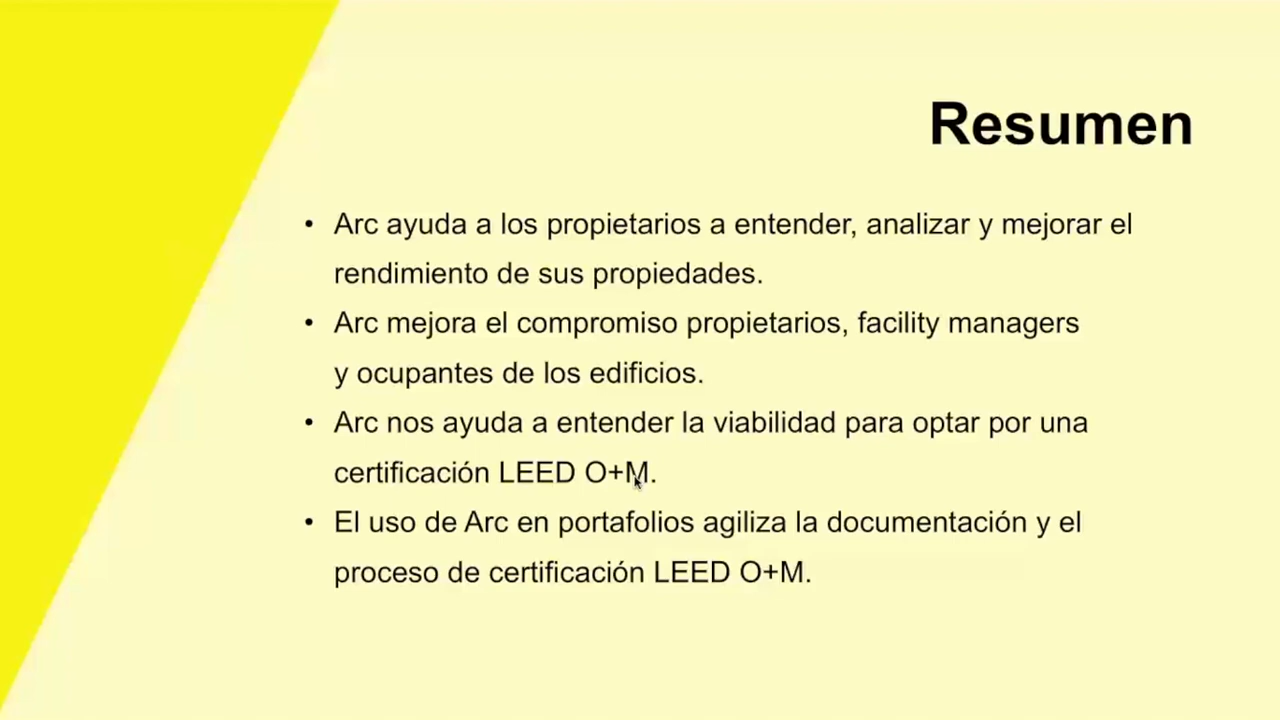 Resumen
• Arc ayuda a los propietarios a entender, analizar y mejorar el
rendimiento de sus propiedades.
• Arc mejora el compromiso propietarios, facility managers
y ocupantes de los edificios.
• Arc nos ayuda a entender la viabilidad para optar por una
certificación LEED O+M.
• El uso de Arc en portafolios agiliza la documentación y el
proceso de certificación LEED O+M.